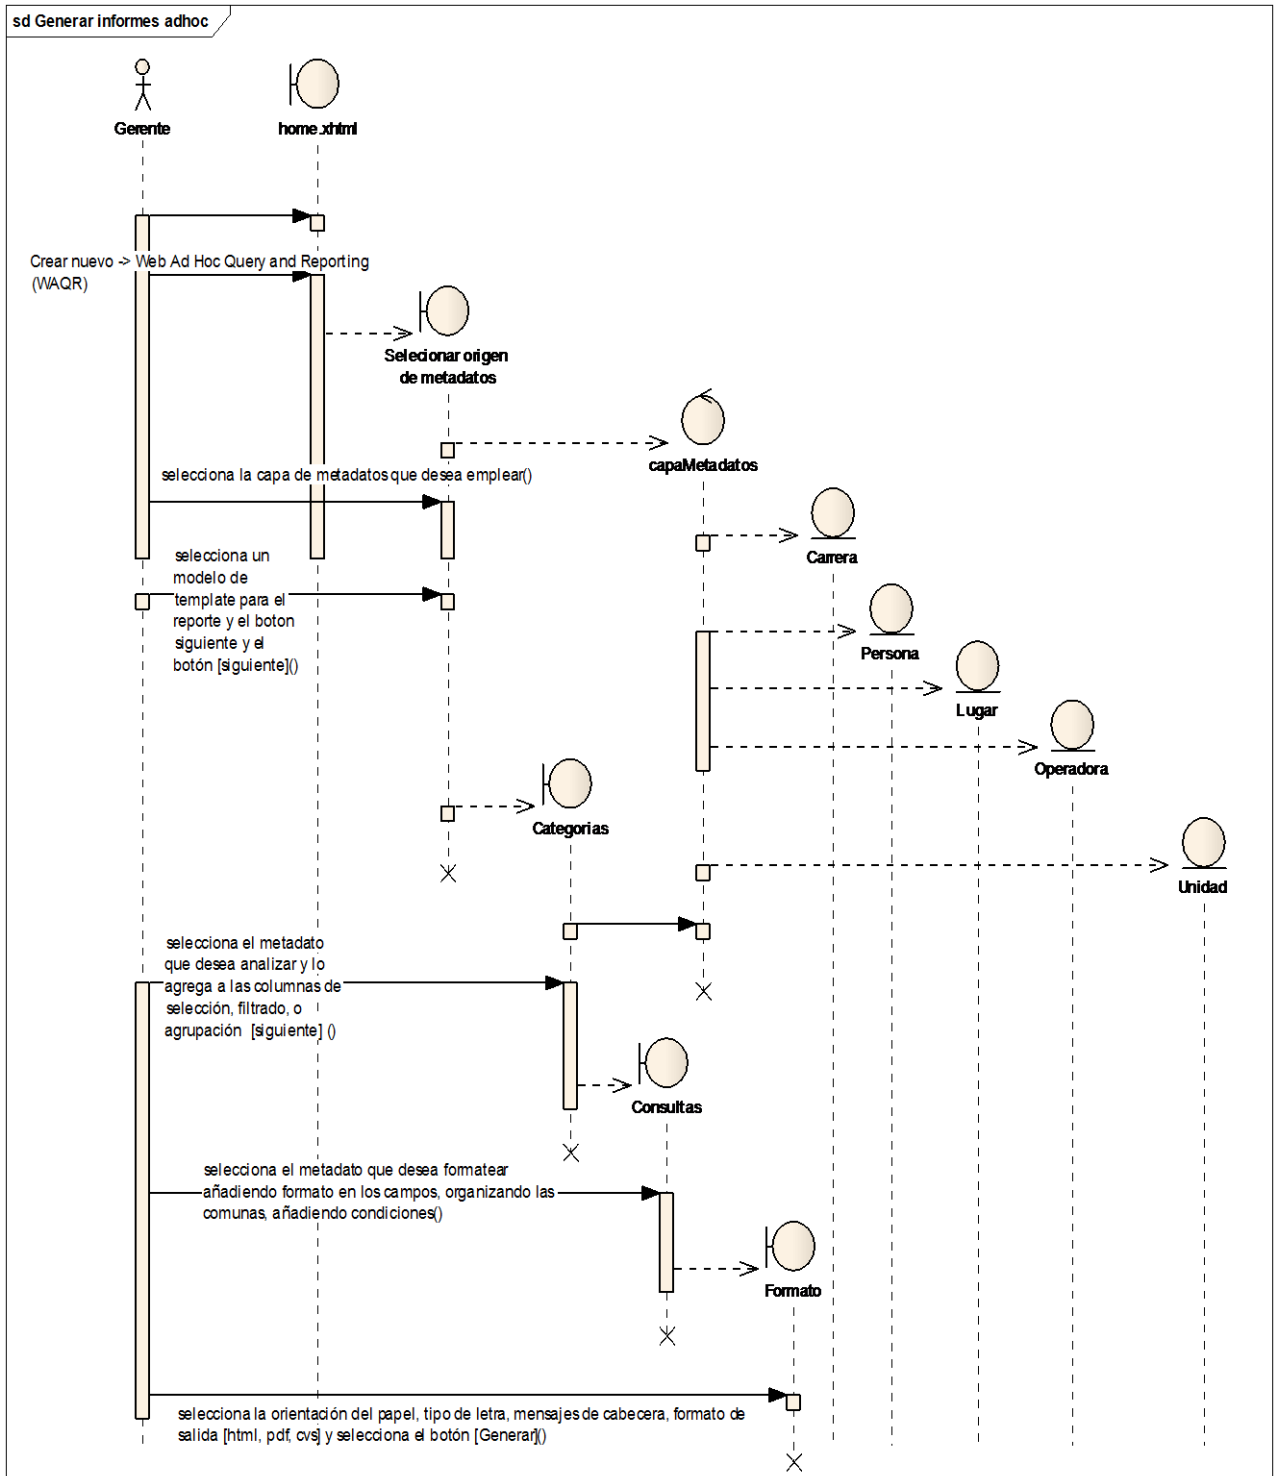 sd Generar informes adhoc
Gerente
home.xhtml
Crear nuevo -> Web Ad Hoc Query and Reporting
(WAQR)
Selecionar origen
de metadatos
capaMetadatos
selecciona la capa de metadatos que desea emplear()
Carrera
selecciona un
modelo de
template para el
reporte y el boton
siguiente y el
botón [siguiente]()
Persona
Lugar
Operadora
Categorias
Unidad
selecciona el metadato
que desea analizar y lo
agrega a las columnas de
selección, filtrado, o
agrupación [siguiente] ()
Consultas
selecciona el metadato que desea formatear
añadiendo formato en los campos, organizando las
comunas, añadiendo condiciones()
Formato
selecciona la orientación del papel, tipo de letra, mensajes de cabecera, formato de
salida [html, pdf, cvs] y selecciona el botón [Generar]()